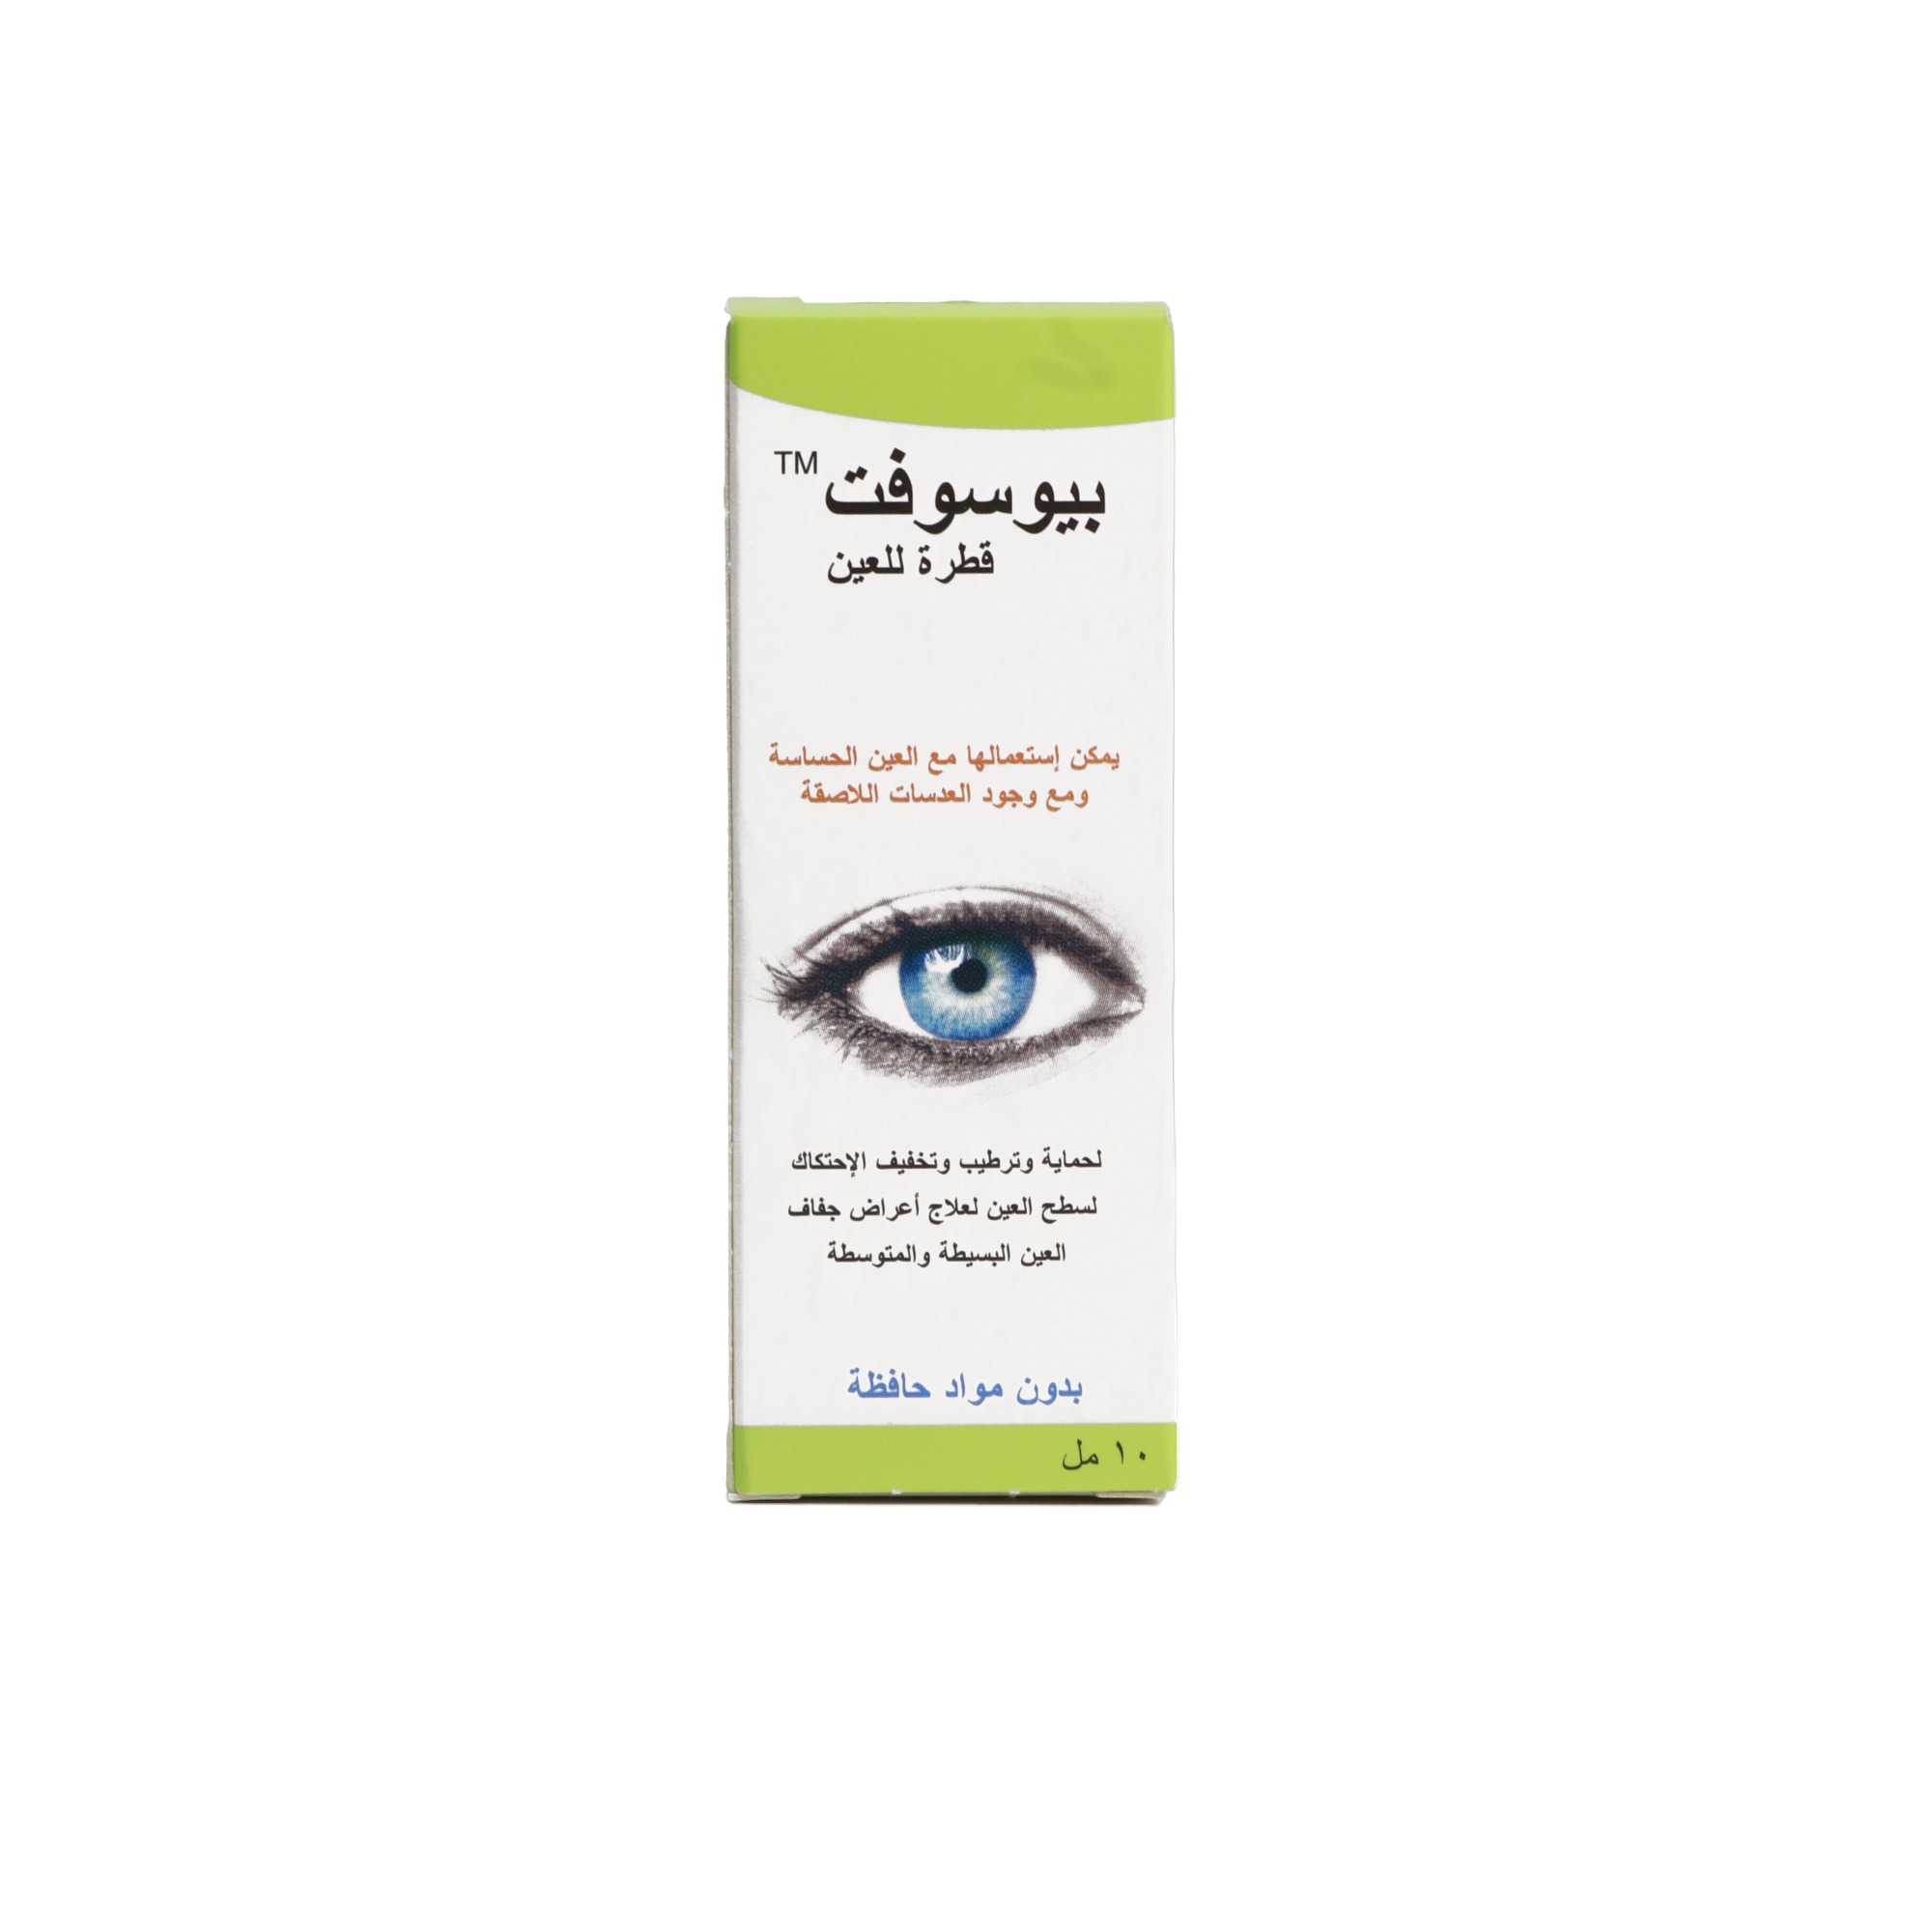 بيوسوفت™
قطرة للعين
يمكن إستعمالها مع العين الحساسة
ومع وجود العدسات اللاصقة
لحماية وترطيب وتخفيف الإحتكاك
لسطح العين لعلاج أعراض جفاف
العين البسيطة والمتوسطة
بدون مواد حافظة
١٠ مل